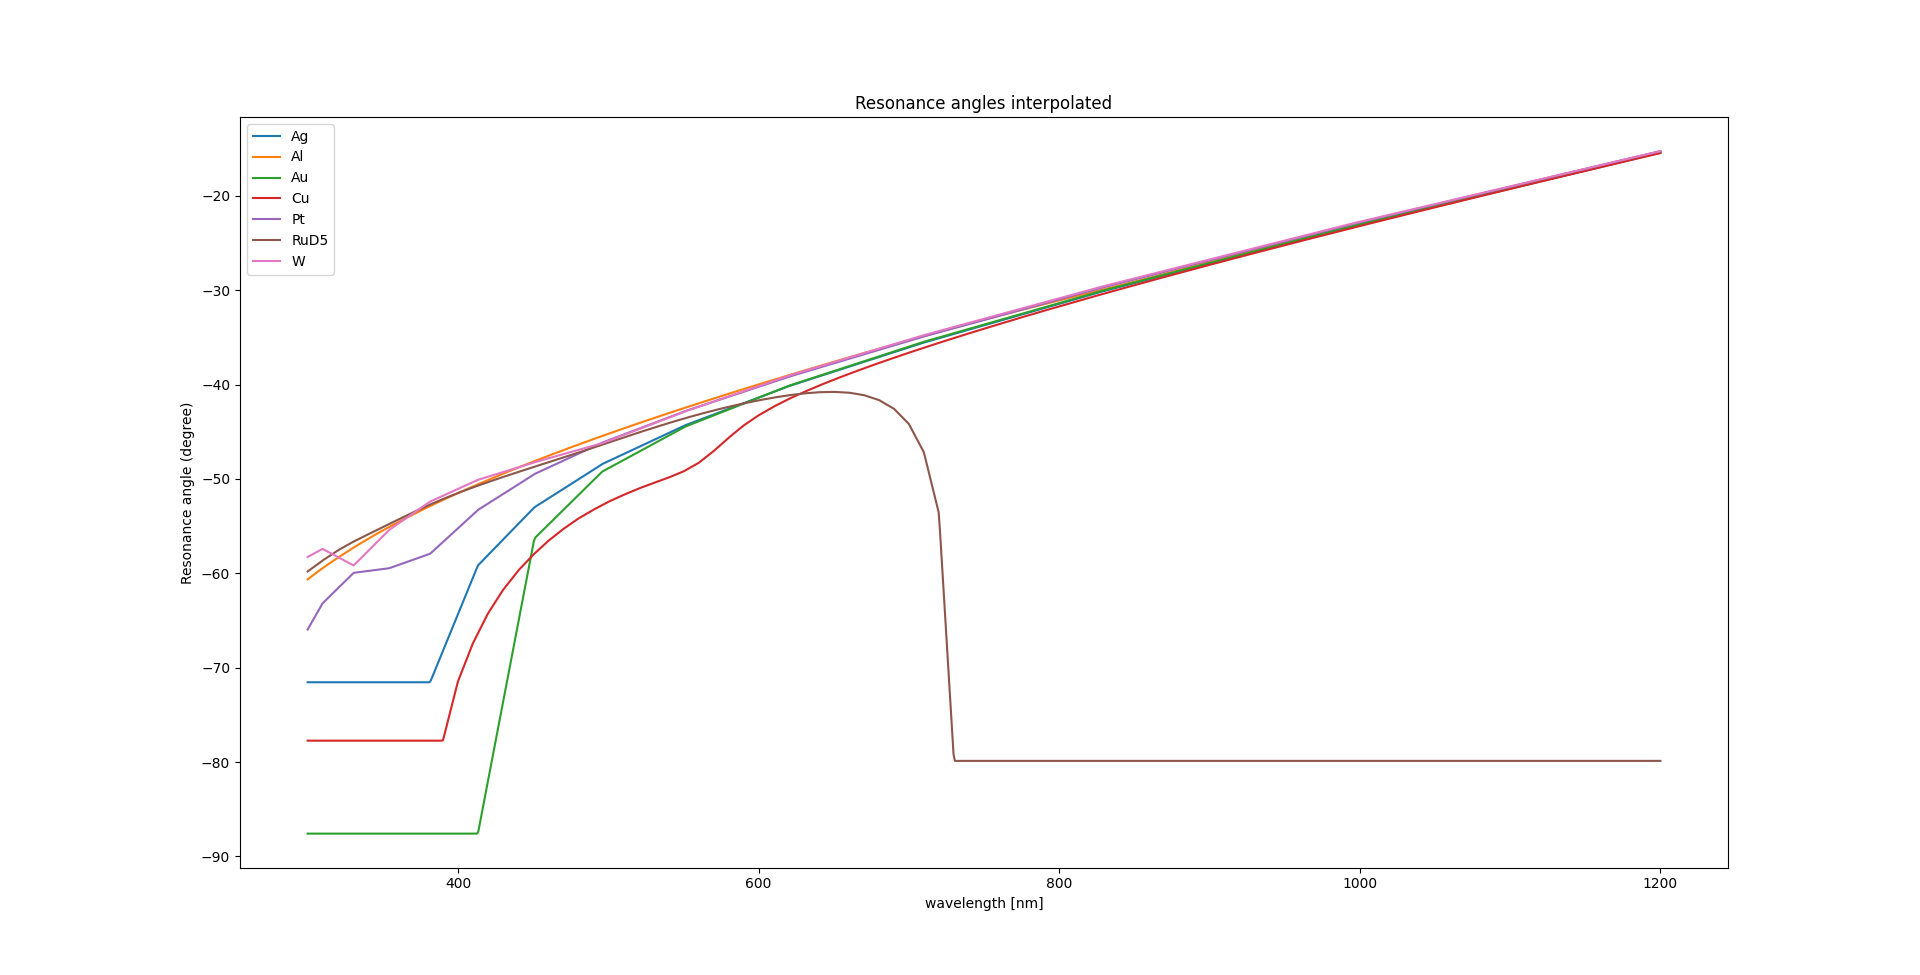 Resonance angles interpolated
Ag
Al
Au
Cu
Pt
RuD5
W
Resonance angle (degree)
−20
−30
−40
−50
−60
−70
−80
−90
400
600
800
1000
1200
wavelength [nm]